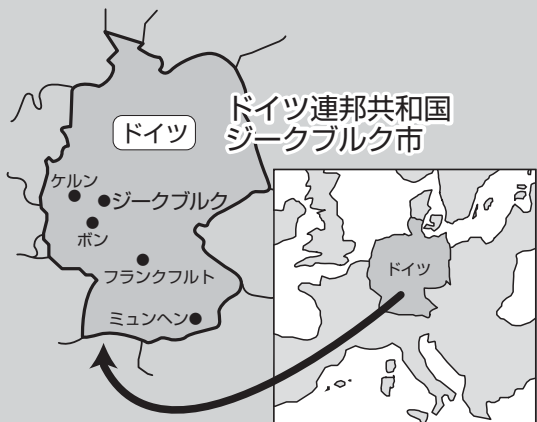 ドイツ連邦共和国
ジークブルク市
ドイツ
ケルン
ジークブルク
ボン
フランクフルト
ミュンヘン
ドイツ